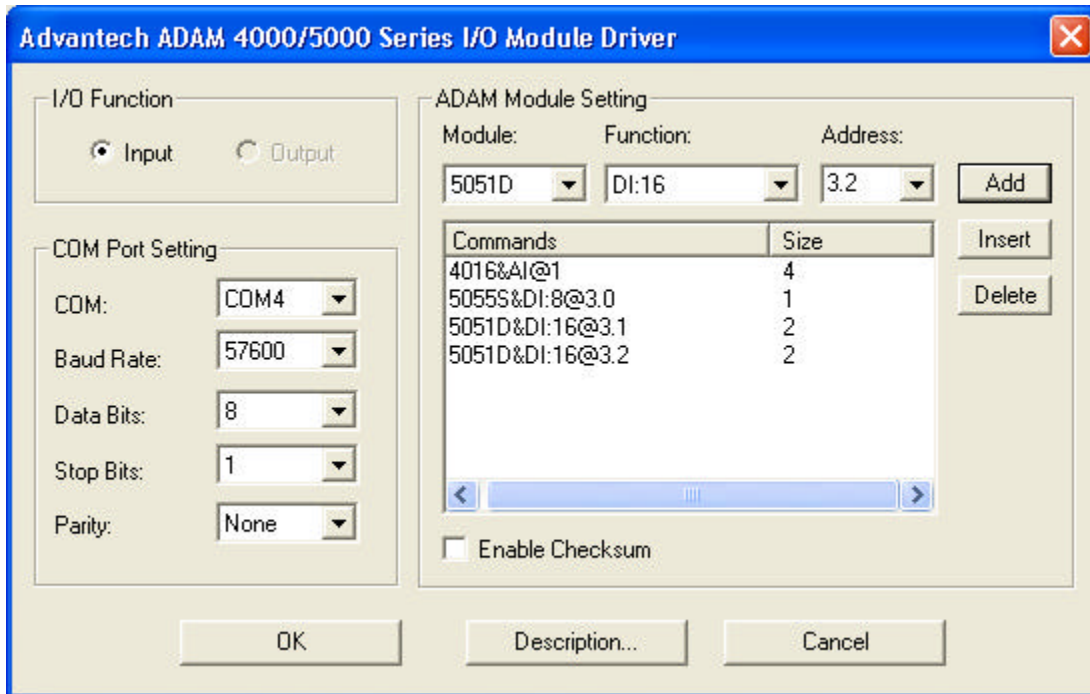 Advantech ADAM 4000/5000 Series I/O Module Driver
I/O Function
Input
Output
COM Port Setting
COM: COM4
Baud Rate: 57600
Data Bits: 8
Stop Bits: 1
Parity: None
ADAM Module Setting
Module: Function: Address:
5051D DI:16 3.2 Add
Commands Size Insert
4016&AI@1 4
5055S&DI:8@3.0 1 Delete
5051D&DI:16@3.1 2
5051D&DI:16@3.2 2
Enable Checksum
OK Description... Cancel